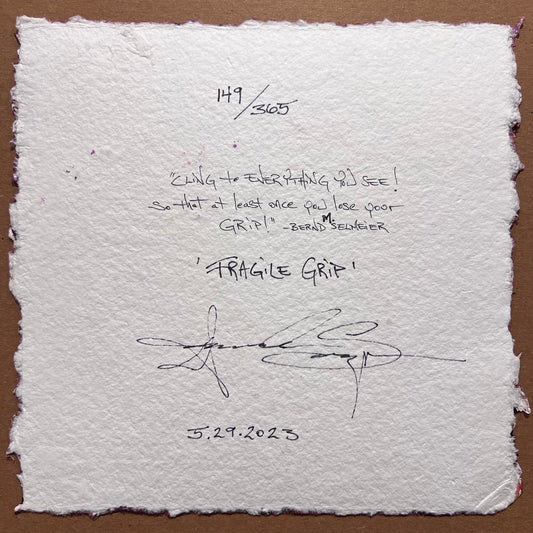 149/365
"CLING to EVERYTHING YOU SEE!
So that at least once you lose your
GRIP!" - BERND M. SELMEIER
'FRAGILE GRIP'
5.29.2023